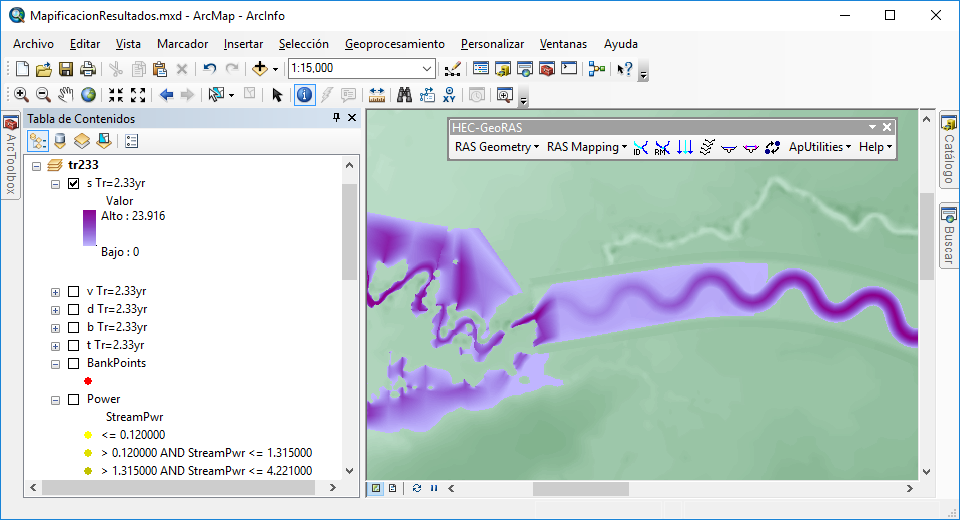 MapificacionResultados.mxd - ArcMap - ArcInfo
Archivo Editar Vista Marcador Insertar Selección Geoprocesamiento Personalizar Ventanas Ayuda
1:15,000
XY
Tabla de Contenidos
ArcToolbox
tr233
s Tr=2.33yr
Valor
Alto : 23.916
Bajo : 0
v Tr=2.33yr
d Tr=2.33yr
b Tr=2.33yr
t Tr=2.33yr
BankPoints
Power
StreamPwr
<= 0.120000
> 0.120000 AND StreamPwr <= 1.315000
> 1.315000 AND StreamPwr <= 4.221000
HEC-GeoRAS
RAS Geometry RAS Mapping ID RM ApUtilities Help
Catálogo
Buscar